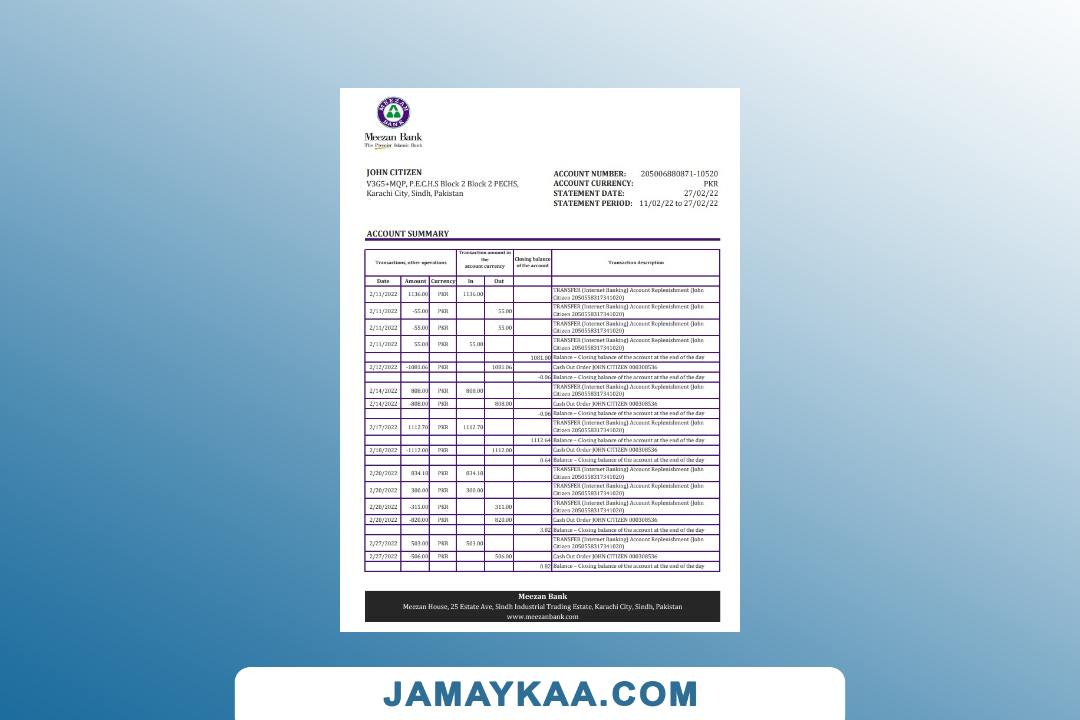 MEEZAN
BANK
Meezan Bank
The Premier Islamic Bank
JOHN CITIZEN
V3G5+MQP, P.E.C.H.S Block 2 Block 2 PECHS,
Karachi City, Sindh, Pakistan
ACCOUNT NUMBER: 205006880871-10520
ACCOUNT CURRENCY: PKR
STATEMENT DATE: 27/02/22
STATEMENT PERIOD: 11/02/22 to 27/02/22
ACCOUNT SUMMARY
Transactions, other operations
Transaction amount in
the
account currency
Closing balance
of the account
Transaction description
Date Amount Currency In Out
2/11/2022 1136.00 PKR 1136.00 TRANSFER (Internet Banking) Account Replenishment (John
Citizen 2050558317341020)
2/11/2022 -55.00 PKR 55.00 TRANSFER (Internet Banking) Account Replenishment (John
Citizen 2050558317341020)
2/11/2022 -55.00 PKR 55.00 TRANSFER (Internet Banking) Account Replenishment (John
Citizen 2050558317341020)
2/11/2022 55.00 PKR 55.00 TRANSFER (Internet Banking) Account Replenishment (John
Citizen 2050558317341020)
1081.00 Balance – Closing balance of the account at the end of the day
2/12/2022 -1081.06 PKR 1081.06 Cash Out Order JOHN CITIZEN 000308536
-0.06 Balance – Closing balance of the account at the end of the day
2/14/2022 808.00 PKR 808.00 TRANSFER (Internet Banking) Account Replenishment (John
Citizen 2050558317341020)
2/14/2022 -808.00 PKR 808.00 Cash Out Order JOHN CITIZEN 000308536
-0.06 Balance – Closing balance of the account at the end of the day
2/17/2022 1112.70 PKR 1112.70 TRANSFER (Internet Banking) Account Replenishment (John
Citizen 2050558317341020)
1112.64 Balance – Closing balance of the account at the end of the day
2/18/2022 -1112.00 PKR 1112.00 Cash Out Order JOHN CITIZEN 000308536
0.64 Balance – Closing balance of the account at the end of the day
2/20/2022 834.18 PKR 834.18 TRANSFER (Internet Banking) Account Replenishment (John
Citizen 2050558317341020)
2/20/2022 300.00 PKR 300.00 TRANSFER (Internet Banking) Account Replenishment (John
Citizen 2050558317341020)
2/20/2022 -311.00 PKR 311.00 TRANSFER (Internet Banking) Account Replenishment (John
Citizen 2050558317341020)
2/20/2022 -820.00 PKR 820.00 Cash Out Order JOHN CITIZEN 000308536
3.82 Balance – Closing balance of the account at the end of the day
2/27/2022 503.00 PKR 503.00 TRANSFER (Internet Banking) Account Replenishment (John
Citizen 2050558317341020)
2/27/2022 -506.00 PKR 506.00 Cash Out Order JOHN CITIZEN 000308536
0.82 Balance – Closing balance of the account at the end of the day
Meezan Bank
Meezan House, 25 Estate Ave, Sindh Industrial Trading Estate, Karachi City, Sindh, Pakistan
www.meezanbank.com
JAMAYKAA.COM